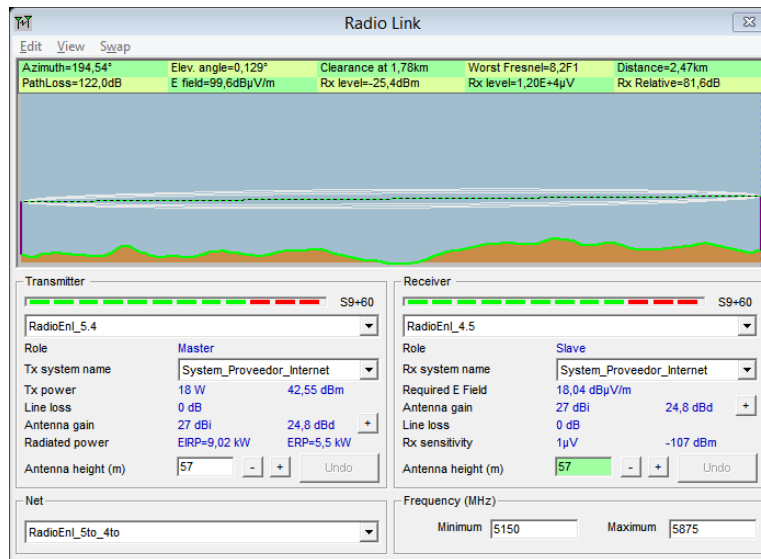 Radio Link
Edit View Swap
Azimuth=194,54° Elev. angle=0,129° Clearance at 1,78km Worst Fresnel=8,2F1 Distance=2,47km
PathLoss=122,0dB E field=99,6dBµV/m Rx level=-25,4dBm Rx level=1,20E+4µV Rx Relative=81,6dB
Transmitter
S9+60
RadioEnl_5.4
Role Master
Tx system name System_Proveedor_Internet
Tx power 18 W 42,55 dBm
Line loss 0 dB
Antenna gain 27 dBi 24,8 dBd +
Radiated power EIRP=9,02 kW ERP=5,5 kW
Antenna height (m) 57 - + Undo
Net
RadioEnl_5to_4to
Receiver
S9+60
RadioEnl_4.5
Role Slave
Rx system name System_Proveedor_Internet
Required E Field 18,04 dBµV/m
Antenna gain 27 dBi 24,8 dBd +
Line loss 0 dB
Rx sensitivity 1µV -107 dBm
Antenna height (m) 57 - + Undo
Frequency (MHz)
Minimum 5150 Maximum 5875